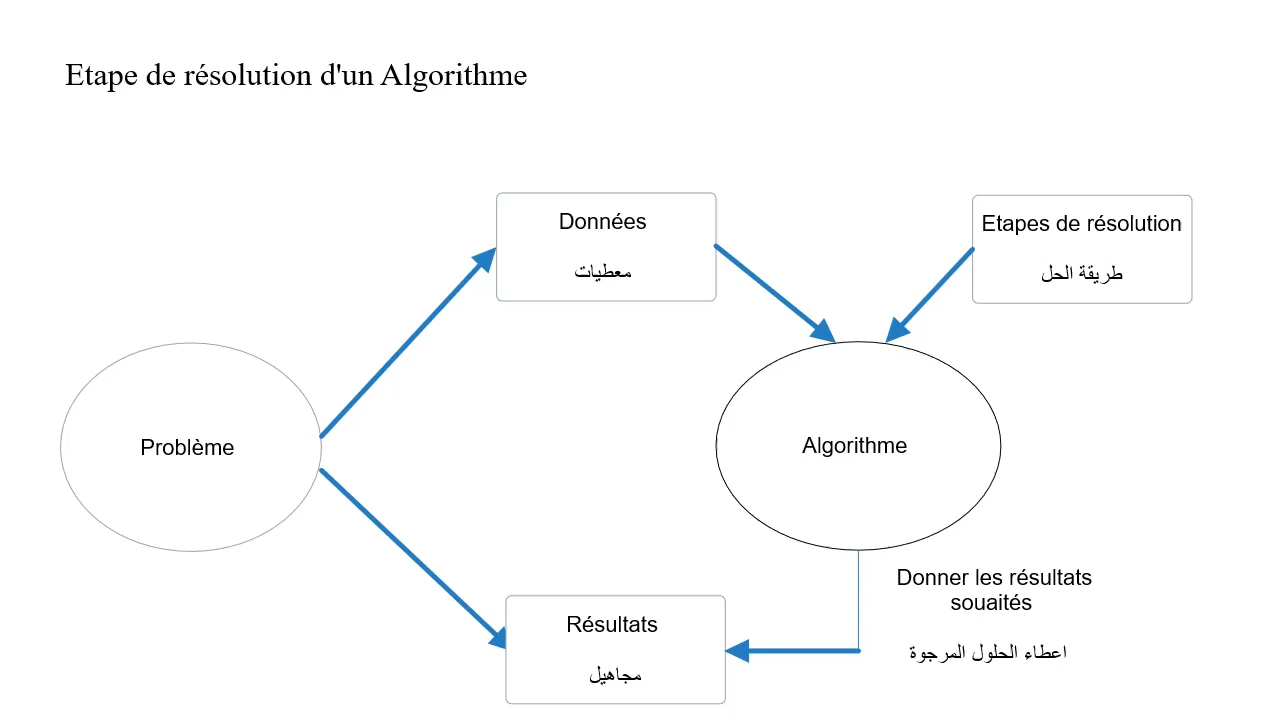 Etape de résolution d'un Algorithme
Données
معطيات
Etapes de résolution
طريقة الحل
Problème
Algorithme
Donner les résultats
souaités
اعطاء الحلول المرجوة
Résultats
مجاهيل